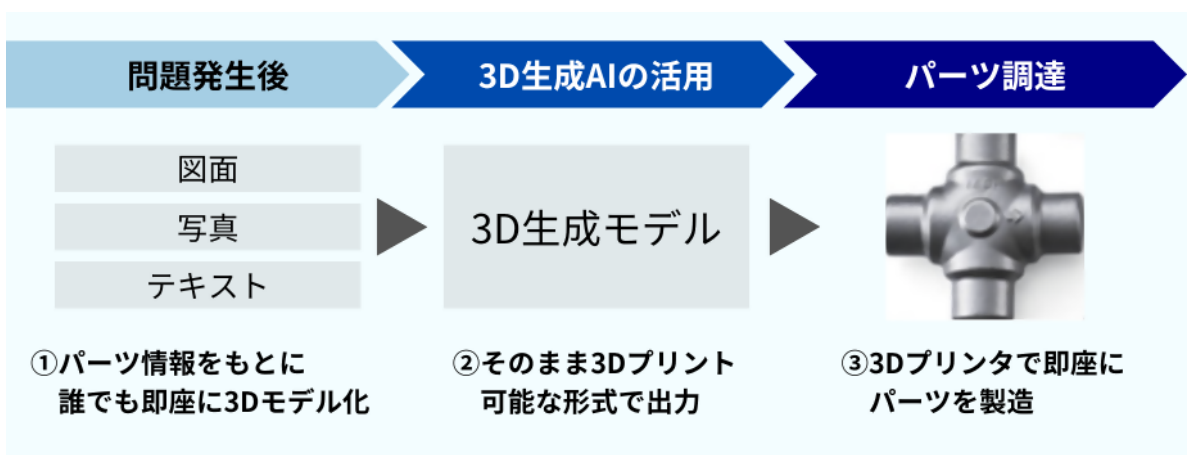 問題発生後
3D生成AIの活用
パーツ調達
図面
写真
テキスト
3D生成モデル
①パーツ情報をもとに
誰でも即座に3Dモデル化
②そのまま3Dプリント
可能な形式で出力
③3Dプリンタで即座に
パーツを製造